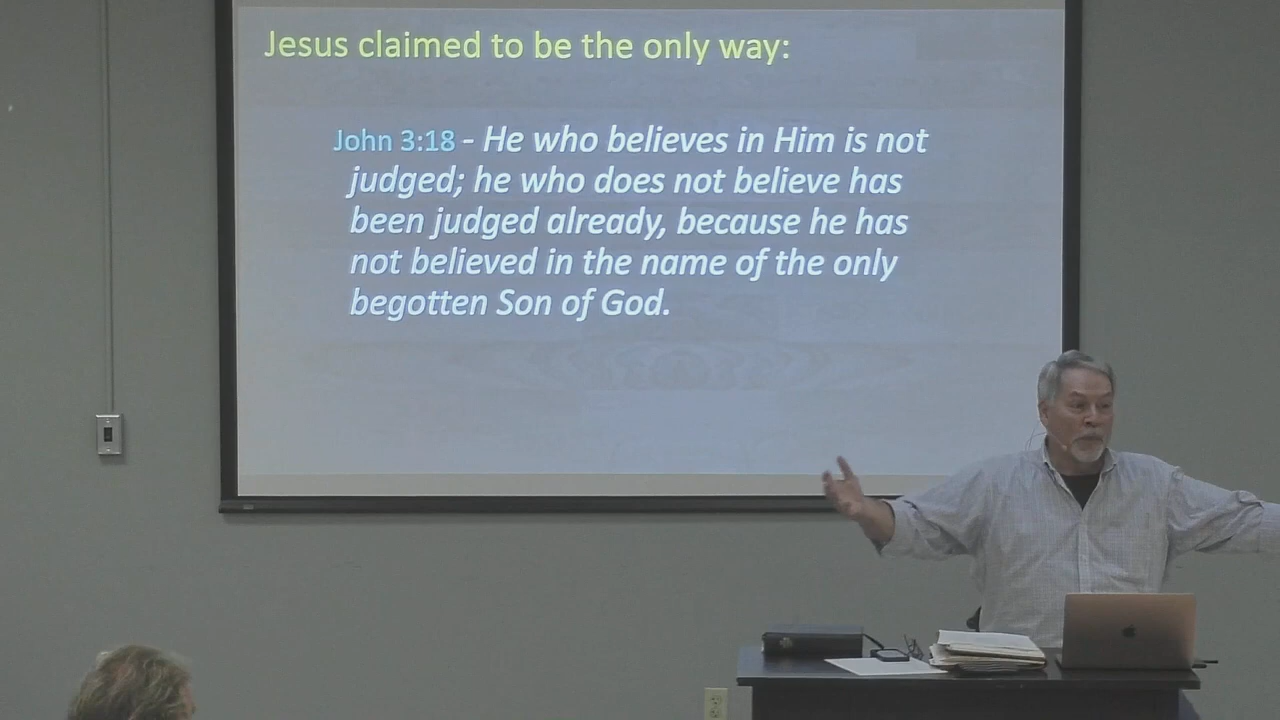 Jesus claimed to be the only way:
John 3:18 - He who believes in Him is not
judged; he who does not believe has
been judged already, because he has
not believed in the name of the only
begotten Son of God.